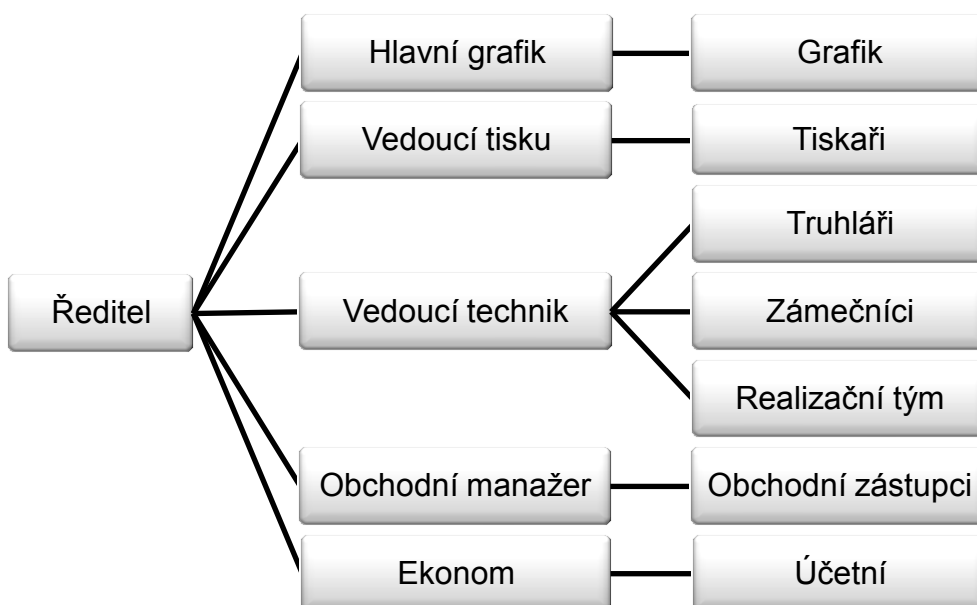 Hlavní grafik
Grafik
Vedoucí tisku
Tiskaři
Truhláři
Ředitel
Vedoucí technik
Zámečníci
Realizační tým
Obchodní manažer
Obchodní zástupci
Ekonom
Účetní